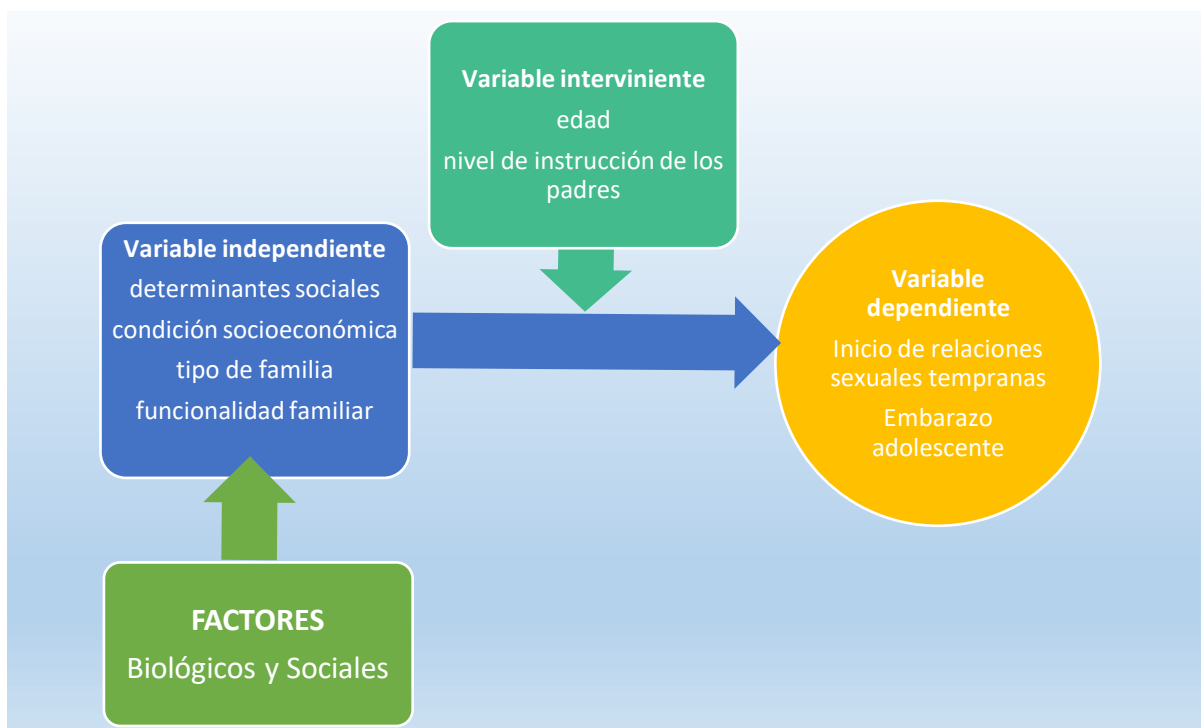 Variable interviniente
edad
nivel de instrucción de los
padres
Variable independiente
determinantes sociales
condición socioeconómica
tipo de familia
funcionalidad familiar
Variable
dependiente
Inicio de relaciones
sexuales tempranas
Embarazo
adolescente
FACTORES
Biológicos y Sociales